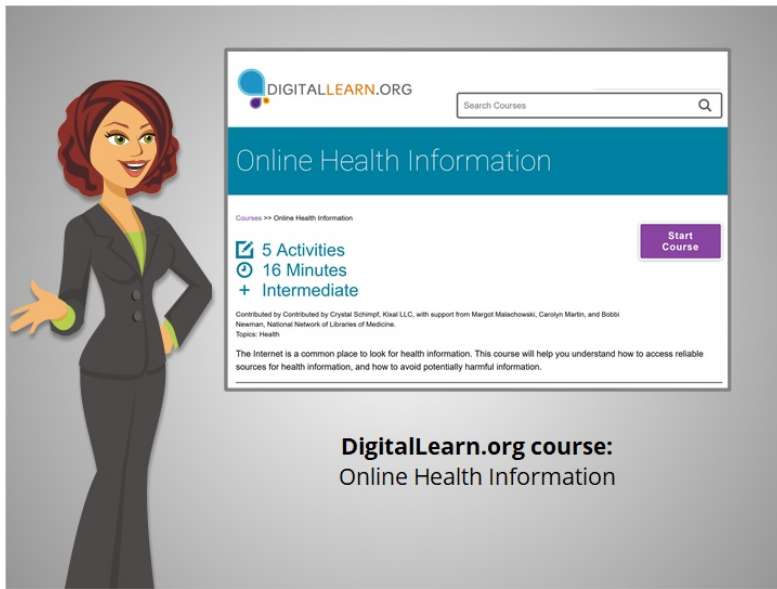 DIGITALLEARN.ORG
Search Courses
Online Health Information
Courses >> Online Health Information
Start
Course
5 Activities
16 Minutes
+ Intermediate
Contributed by Contributed by Crystal Schimpf, Kixal LLC, with support from Margot Malachowski, Carolyn Martin, and Bobbi
Newman, National Network of Libraries of Medicine.
Topics: Health
The Internet is a common place to look for health information. This course will help you understand how to access reliable
sources for health information, and how to avoid potentially harmful information.
DigitalLearn.org course:
Online Health Information